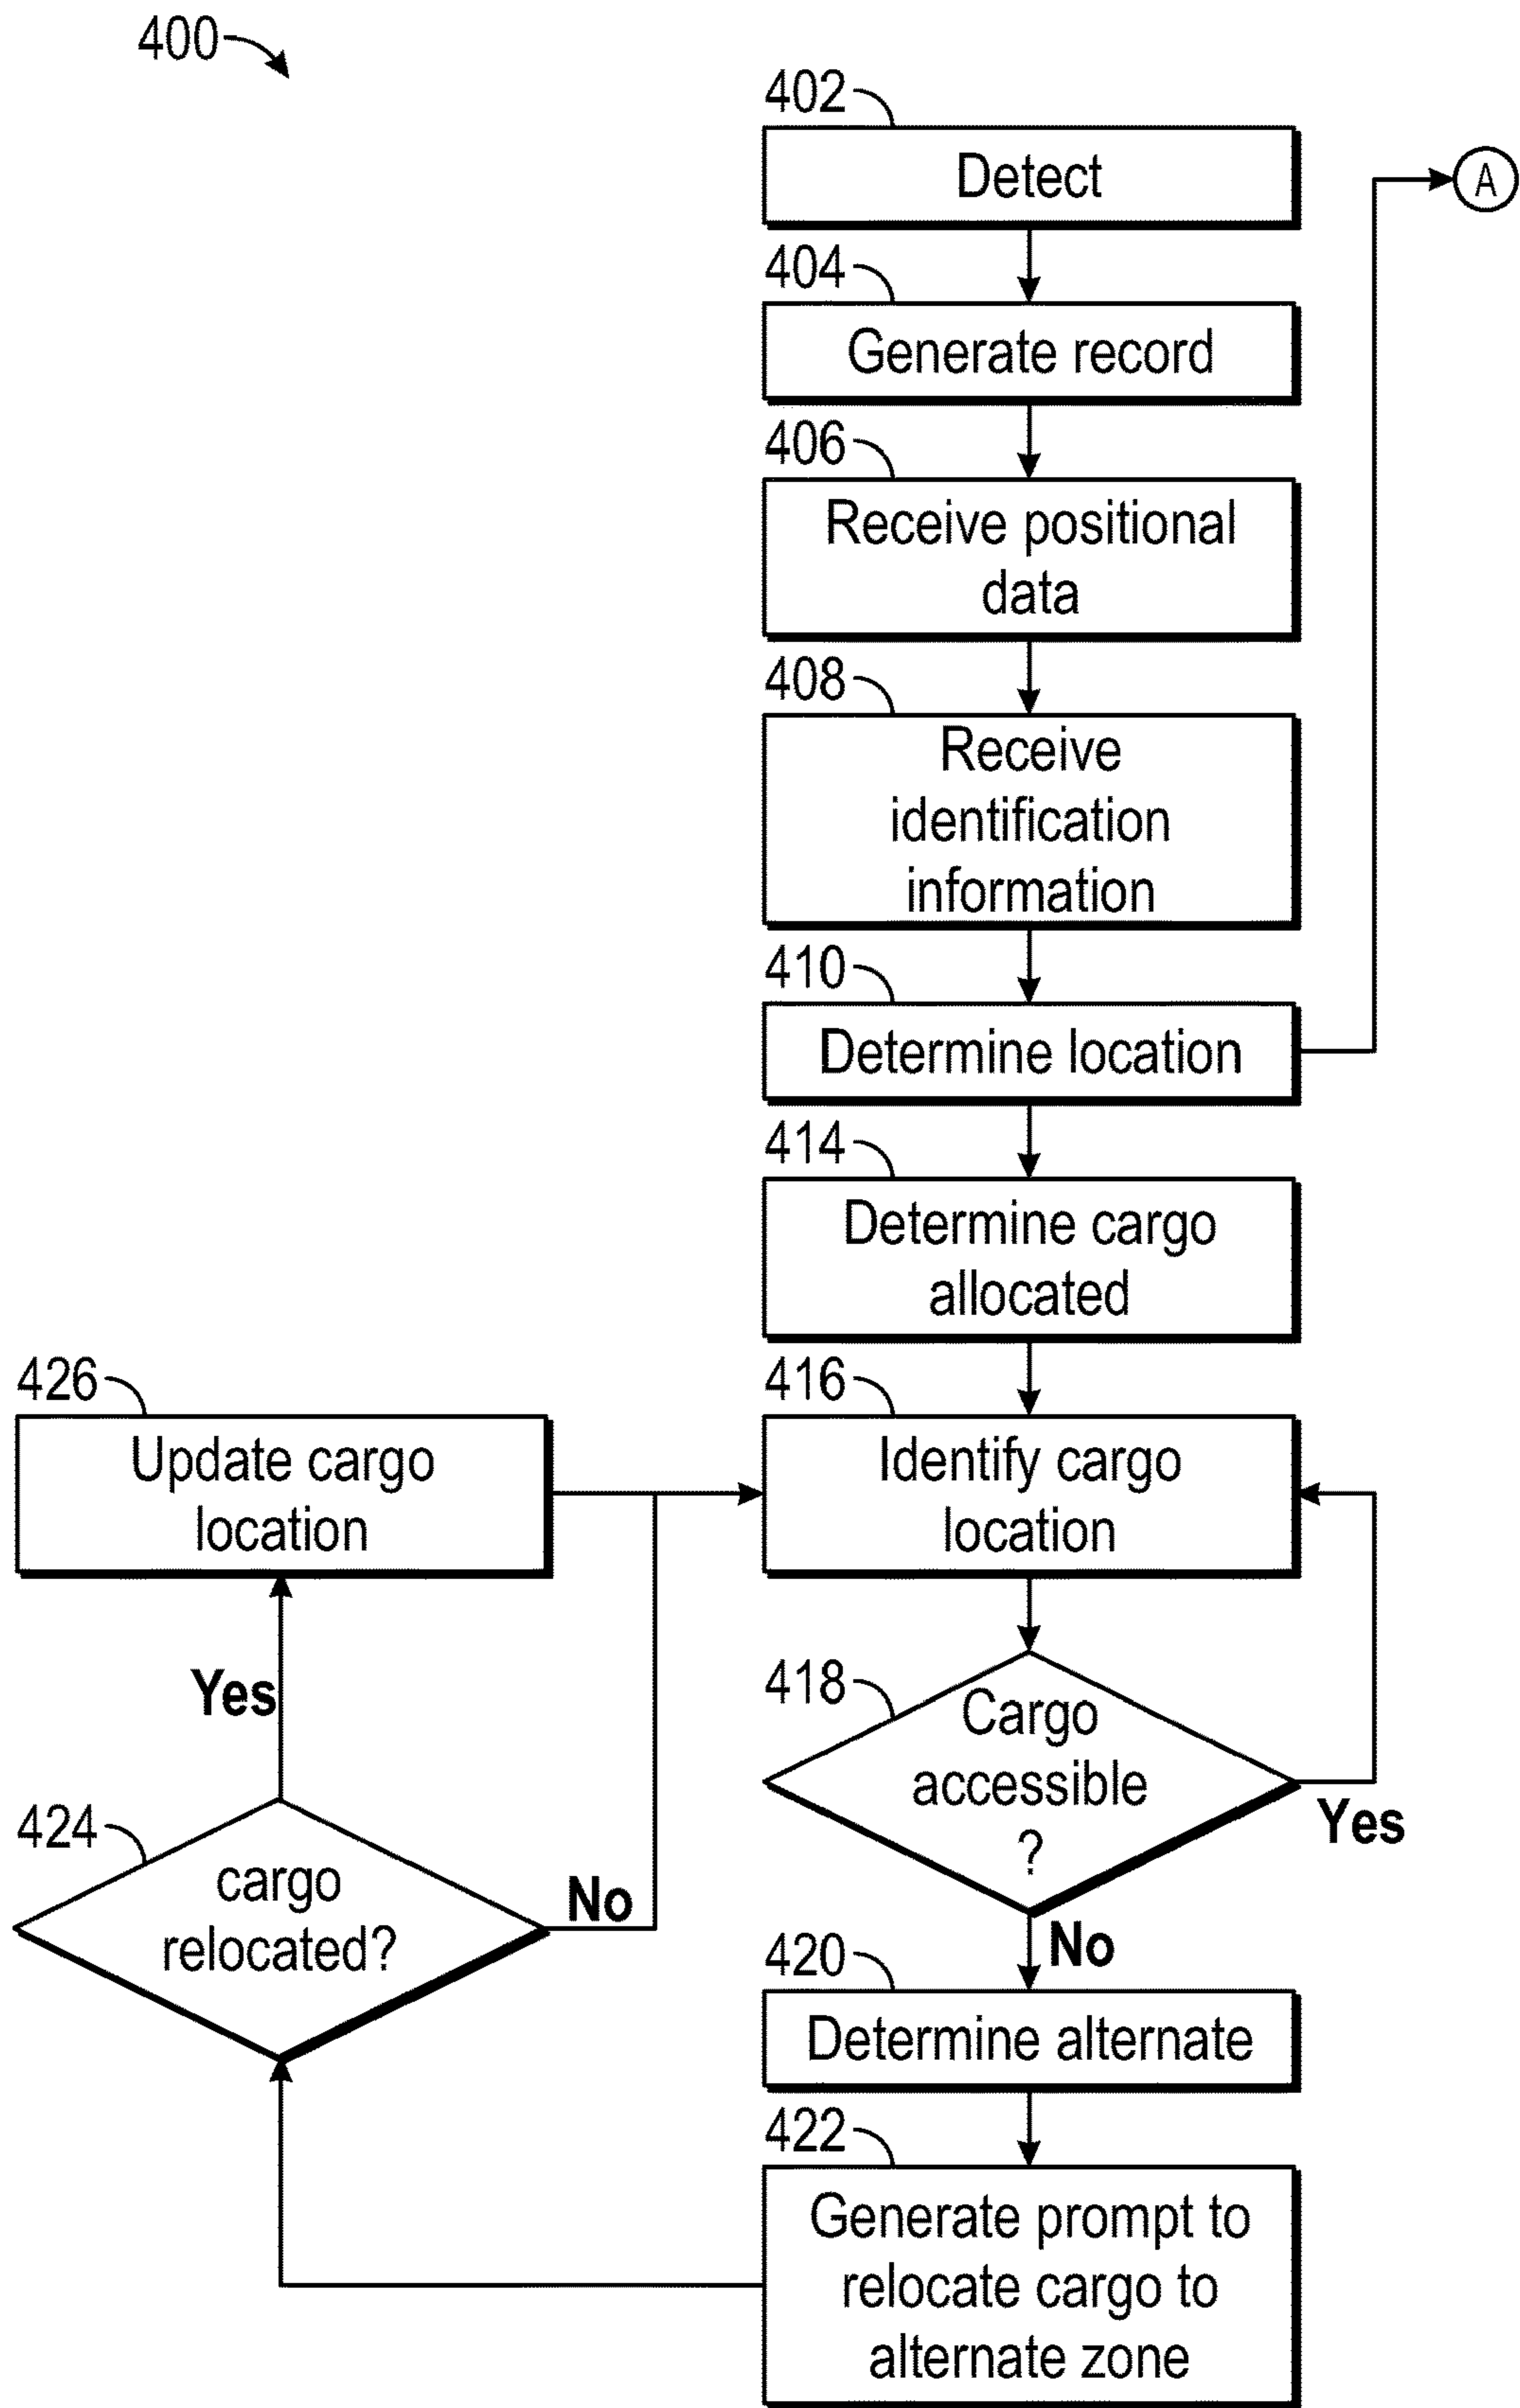 400
402
Detect
A
404
Generate record
406
Receive positional
data
408
Receive
identification
information
410
Determine location
414
Determine cargo
allocated
426
Update cargo
location
416
Identify cargo
location
Yes
418
Cargo
accessible
?
Yes
424
cargo
relocated?
No
No
420
Determine alternate
422
Generate prompt to
relocate cargo to
alternate zone